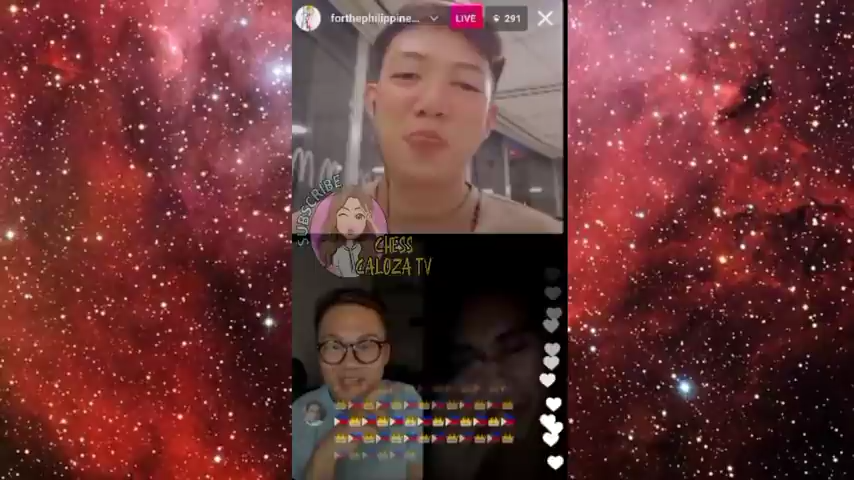 forthephilippine...
LIVE
291
SUBSCRIBE
CHESS
CALOZA TV